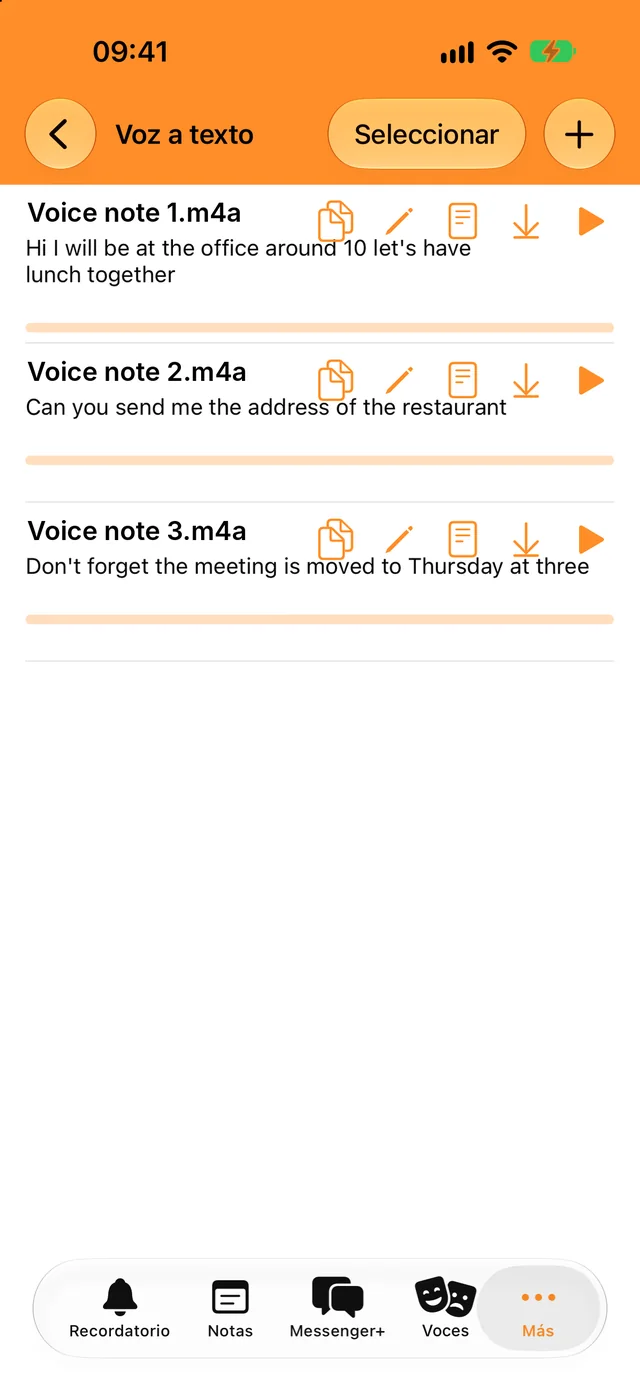 09:41
Voz a texto
Seleccionar
Voice note 1.m4a
Hi I will be at the office around 10 let's have
lunch together
Voice note 2.m4a
Can you send me the address of the restaurant
Voice note 3.m4a
Don't forget the meeting is moved to Thursday at three
Recordatorio
Notas
Messenger+
Voces
Más